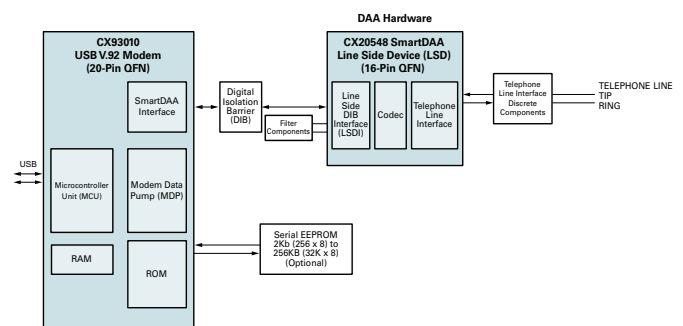 DAA Hardware
CX93010
USB V.92 Modem
(20-Pin QFN)
SmartDAA
Interface
Microcontroller
Unit (MCU)
Modem Data
Pump (MDP)
RAM
ROM
USB
Digital
Isolation
Barrier
(DIB)
Filter
Components
CX20548 SmartDAA
Line Side Device (LSD)
(16-Pin QFN)
Line
Side
DIB
Interface
(LSDI)
Codec
Telephone
Line
Interface
Telephone
Line Interface
Discrete
Components
TELEPHONE LINE
TIP
RING
Serial EEPROM
2Kb (256 x 8) to
256KB (32K x 8)
(Optional)